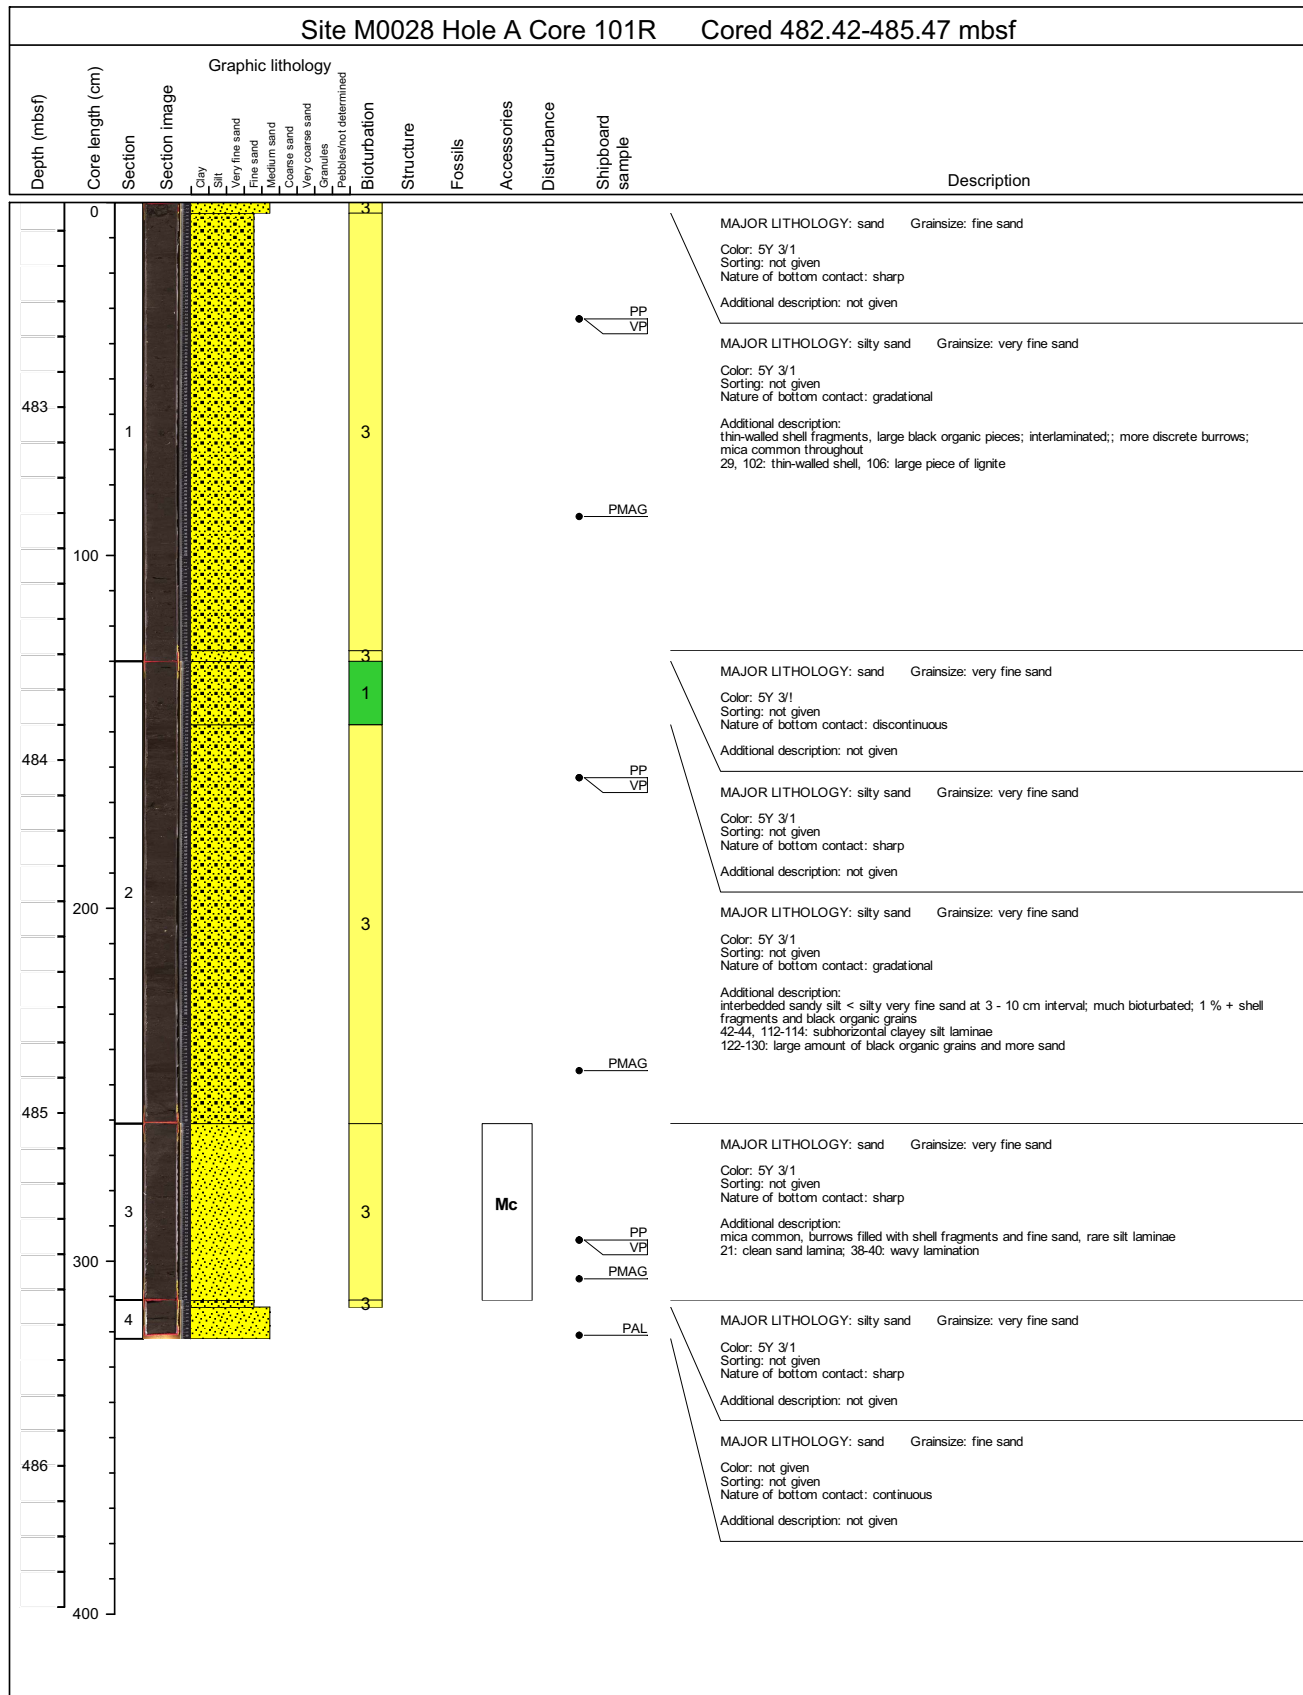 Site M0028 Hole A Core 101R Cored 482.42-485.47 mbsf
Depth (mbsf)
Core length (cm)
Section
Section image
Graphic lithology
Clay
Silt
Very fine sand
Fine sand
Medium sand
Coarse sand
Very coarse sand
Granules
Pebbles/not determined
Bioturbation
Structure
Fossils
Accessories
Disturbance
Shipboard
sample
Description
0
3
MAJOR LITHOLOGY: sand Grainsize: fine sand
Color: 5Y 3/1
Sorting: not given
Nature of bottom contact: sharp
Additional description: not given
PP
VP
MAJOR LITHOLOGY: silty sand Grainsize: very fine sand
Color: 5Y 3/1
Sorting: not given
Nature of bottom contact: gradational
483
1
3
Additional description:
thin-walled shell fragments, large black organic pieces; interlaminated;; more discrete burrows;
mica common throughout
29, 102: thin-walled shell, 106: large piece of lignite
PMAG
100
3
1
MAJOR LITHOLOGY: sand Grainsize: very fine sand
Color: 5Y 3/!
Sorting: not given
Nature of bottom contact: discontinuous
Additional description: not given
484
PP
VP
MAJOR LITHOLOGY: silty sand Grainsize: very fine sand
Color: 5Y 3/1
Sorting: not given
Nature of bottom contact: sharp
Additional description: not given
2
200
3
MAJOR LITHOLOGY: silty sand Grainsize: very fine sand
Color: 5Y 3/1
Sorting: not given
Nature of bottom contact: gradational
Additional description:
interbedded sandy silt < silty very fine sand at 3 - 10 cm interval; much bioturbated; 1 % + shell
fragments and black organic grains
42-44, 112-114: subhorizontal clayey silt laminae
122-130: large amount of black organic grains and more sand
PMAG
485
MAJOR LITHOLOGY: sand Grainsize: very fine sand
Color: 5Y 3/1
Sorting: not given
Nature of bottom contact: sharp
3
3
Mc
Additional description:
mica common, burrows filled with shell fragments and fine sand, rare silt laminae
21: clean sand lamina; 38-40: wavy lamination
PP
VP
300
PMAG
3
4
PAL
MAJOR LITHOLOGY: silty sand Grainsize: very fine sand
Color: 5Y 3/1
Sorting: not given
Nature of bottom contact: sharp
Additional description: not given
MAJOR LITHOLOGY: sand Grainsize: fine sand
486
Color: not given
Sorting: not given
Nature of bottom contact: continuous
Additional description: not given
400